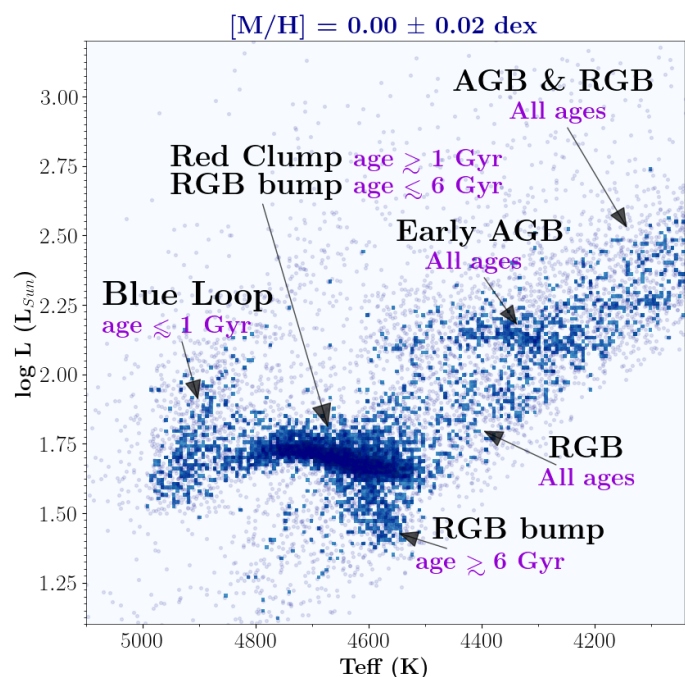 [M/H] = 0.00 ± 0.02 dex
AGB & RGB
All ages
Red Clump age ≳ 1 Gyr
RGB bump age ≲ 6 Gyr
Early AGB
All ages
Blue Loop
age ≲ 1 Gyr
RGB
All ages
RGB bump
age ≳ 6 Gyr
log L (L_Sun)
3.00
2.75
2.50
2.25
2.00
1.75
1.50
1.25
5000 4800 4600 4400 4200
Teff (K)